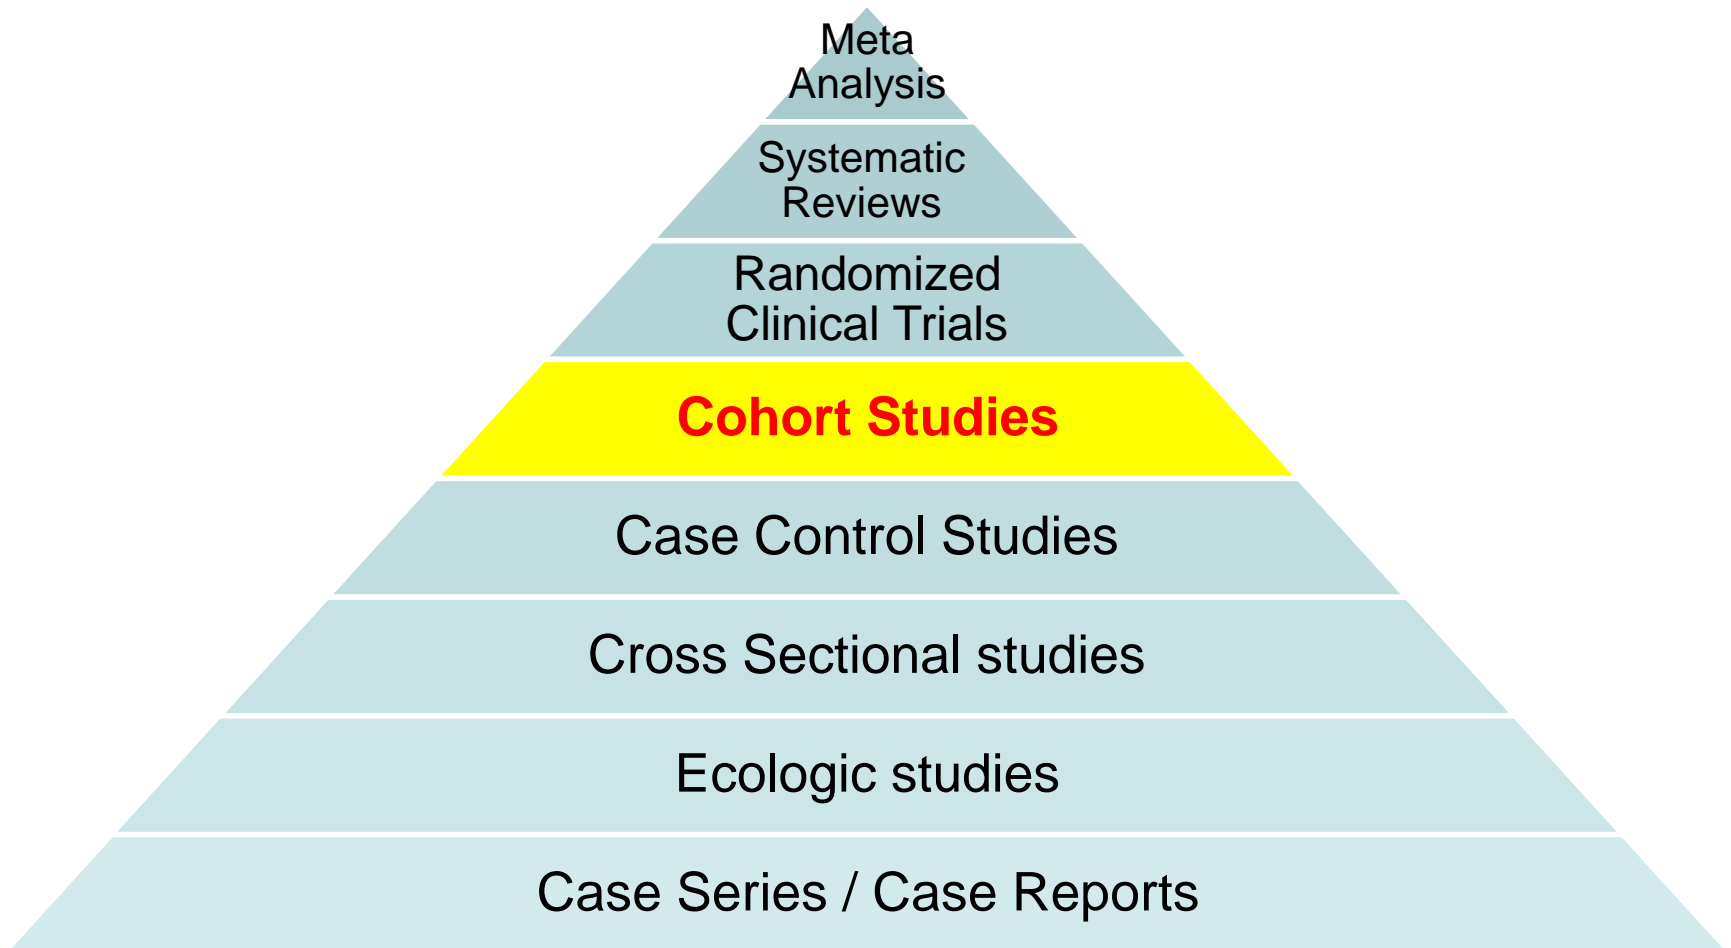 Meta
Analysis
Systematic
Reviews
Randomized
Clinical Trials
Cohort Studies
Case Control Studies
Cross Sectional studies
Ecologic studies
Case Series / Case Reports